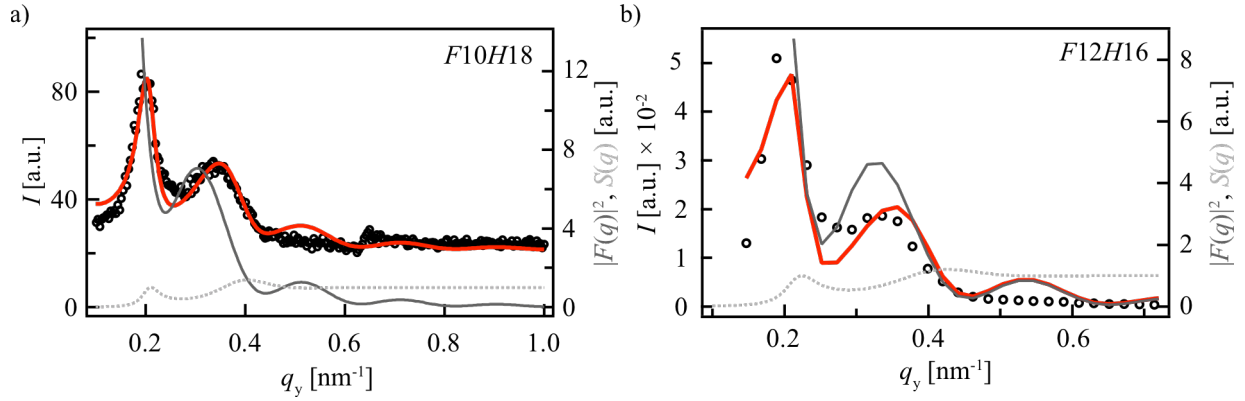 a)
F10H18
80
40
0
I [a.u.]
12
8
4
0
|F(q)|², S(q) [a.u.]
0.2 0.4 0.6 0.8 1.0
q_y [nm⁻¹]
b)
F12H16
5
4
3
2
1
0
I [a.u.] × 10⁻²
8
6
4
2
0
|F(q)|², S(q) [a.u.]
0.2 0.4 0.6
q_y [nm⁻¹]